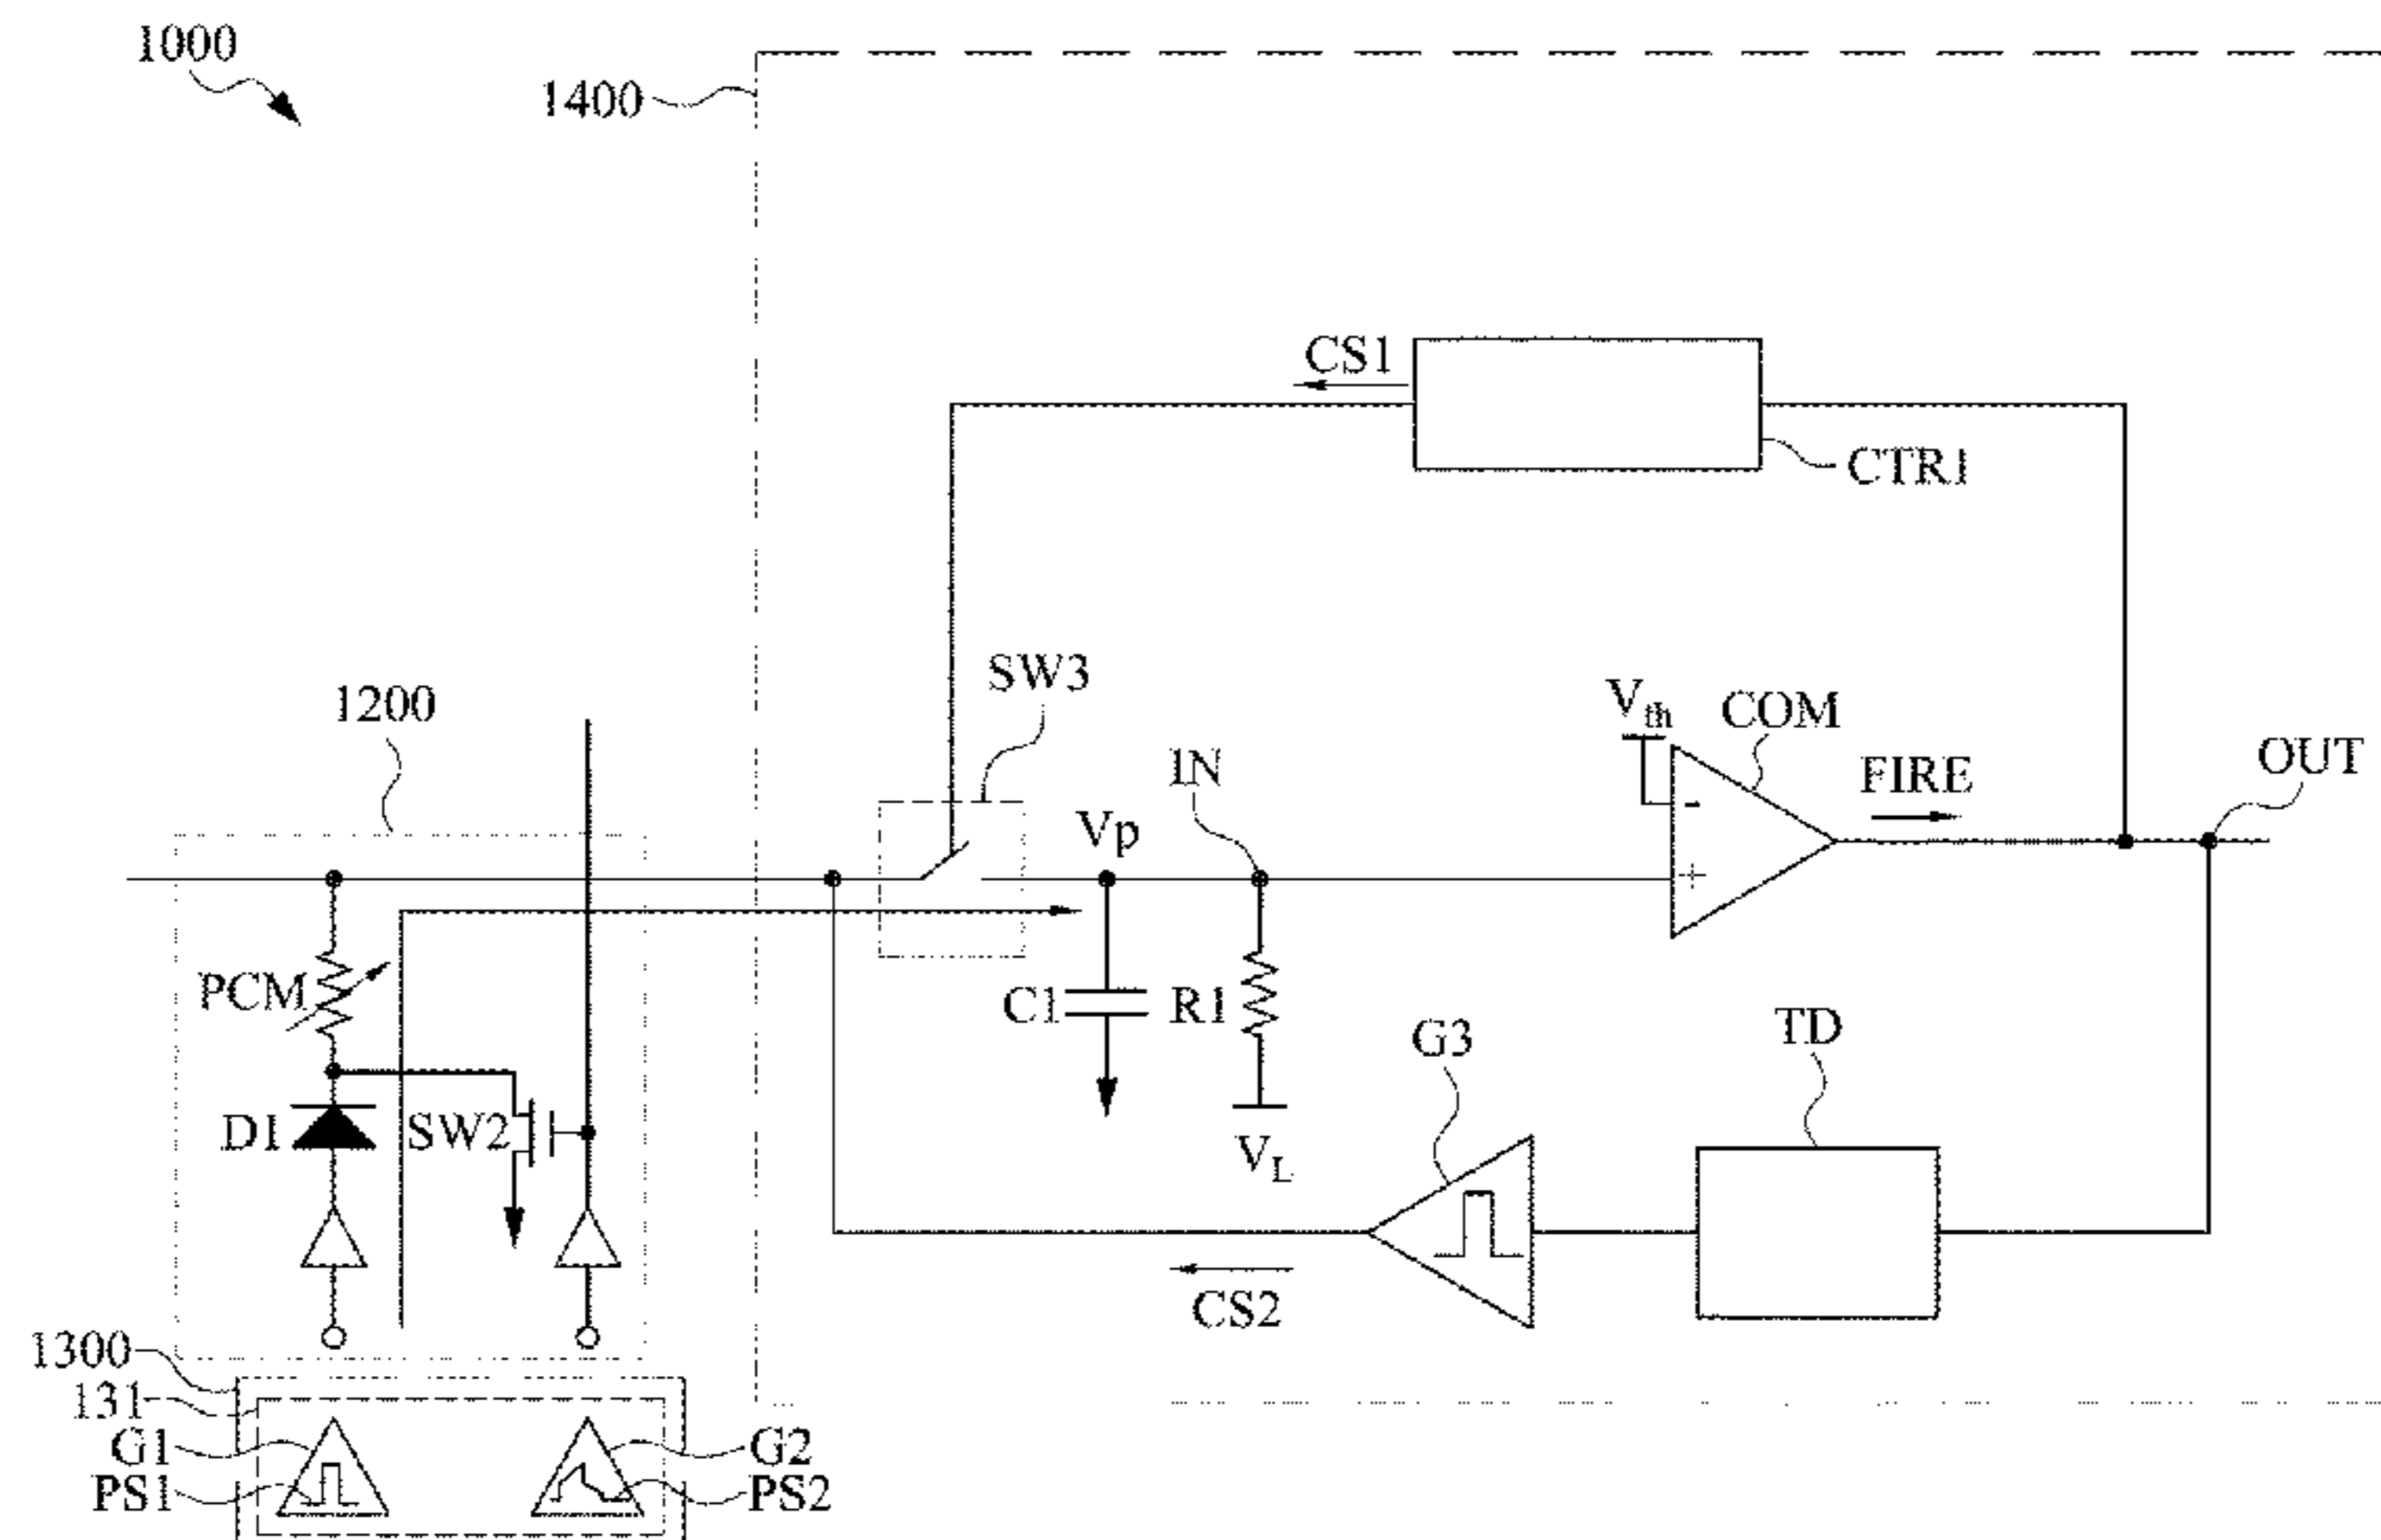 1000
1400
CS1
CTR1
SW3
1200
Vth
COM
FIRE
OUT
IN
Vp
-
+
PCM
C1
R1
G3
TD
D1
SW2
VL
CS2
1300
131
G1
G2
PS1
PS2